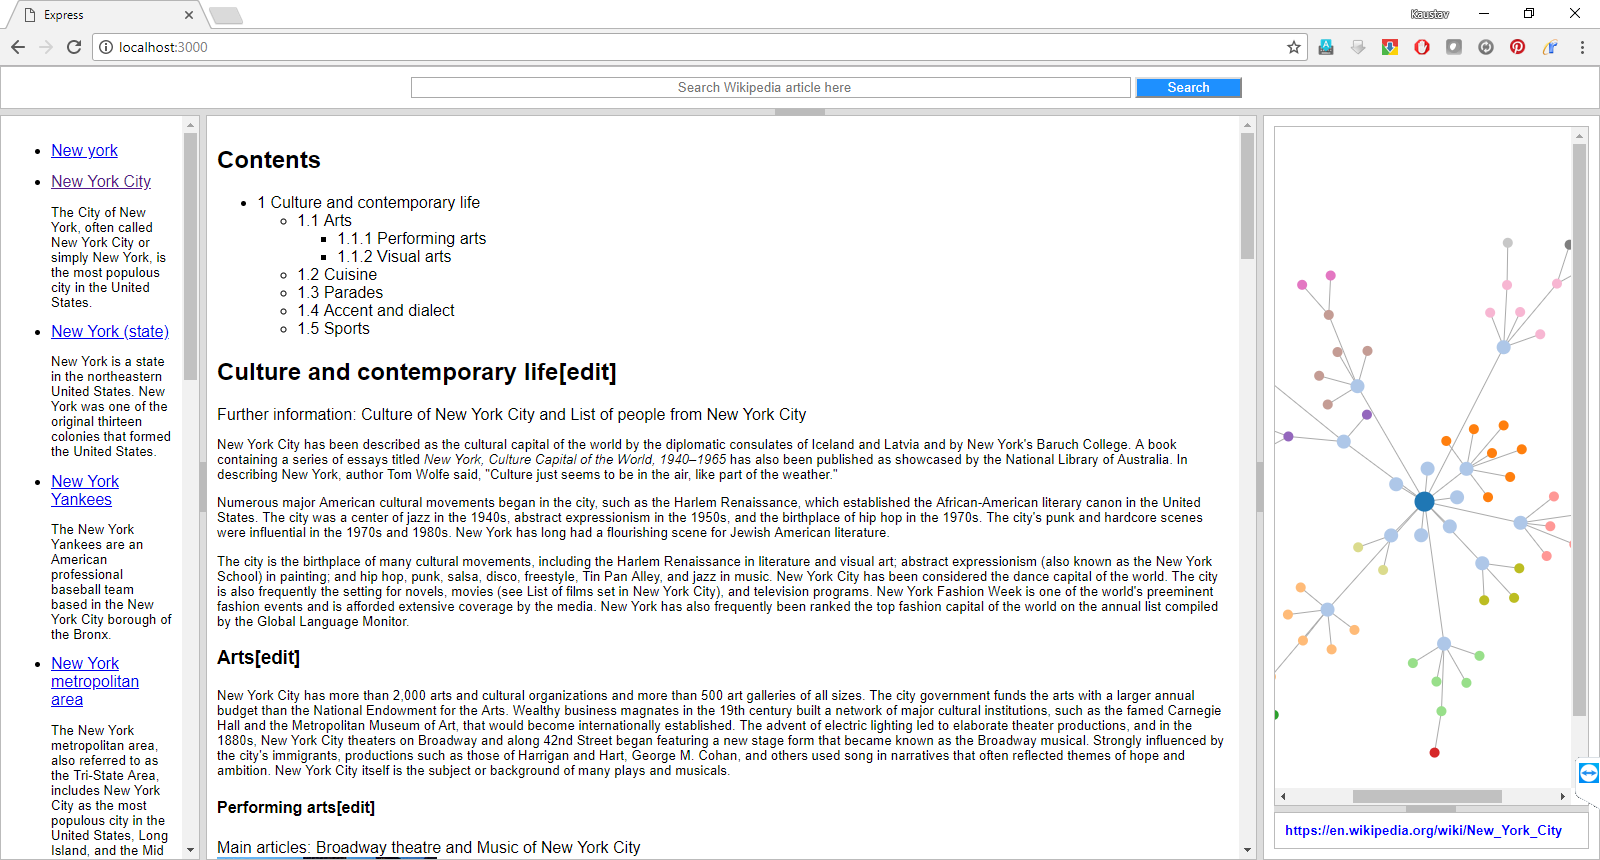 Express
Kaustav
localhost:3000
Search Wikipedia article here
Search
New york
New York City
The City of New
York, often called
New York City or
simply New York, is
the most populous
city in the United
States.
New York (state)
New York is a state
in the northeastern
United States. New
York was one of the
original thirteen
colonies that formed
the United States.
New York
Yankees
The New York
Yankees are an
American
professional
baseball team
based in the New
York City borough of
the Bronx.
New York
metropolitan
area
The New York
metropolitan area,
also referred to as
the Tri-State Area,
includes New York
City as the most
populous city in the
United States, Long
Island, and the Mid
Contents
1 Culture and contemporary life
1.1 Arts
1.1.1 Performing arts
1.1.2 Visual arts
1.2 Cuisine
1.3 Parades
1.4 Accent and dialect
1.5 Sports
Culture and contemporary life[edit]
Further information: Culture of New York City and List of people from New York City
New York City has been described as the cultural capital of the world by the diplomatic consulates of Iceland and Latvia and by New York's Baruch College. A book
containing a series of essays titled New York, Culture Capital of the World, 1940–1965 has also been published as showcased by the National Library of Australia. In
describing New York, author Tom Wolfe said, "Culture just seems to be in the air, like part of the weather."
Numerous major American cultural movements began in the city, such as the Harlem Renaissance, which established the African-American literary canon in the United
States. The city was a center of jazz in the 1940s, abstract expressionism in the 1950s, and the birthplace of hip hop in the 1970s. The city's punk and hardcore scenes
were influential in the 1970s and 1980s. New York has long had a flourishing scene for Jewish American literature.
The city is the birthplace of many cultural movements, including the Harlem Renaissance in literature and visual art; abstract expressionism (also known as the New York
School) in painting; and hip hop, punk, salsa, disco, freestyle, Tin Pan Alley, and jazz in music. New York City has been considered the dance capital of the world. The city
is also frequently the setting for novels, movies (see List of films set in New York City), and television programs. New York Fashion Week is one of the world's preeminent
fashion events and is afforded extensive coverage by the media. New York has also frequently been ranked the top fashion capital of the world on the annual list compiled
by the Global Language Monitor.
Arts[edit]
New York City has more than 2,000 arts and cultural organizations and more than 500 art galleries of all sizes. The city government funds the arts with a larger annual
budget than the National Endowment for the Arts. Wealthy business magnates in the 19th century built a network of major cultural institutions, such as the famed Carnegie
Hall and the Metropolitan Museum of Art, that would become internationally established. The advent of electric lighting led to elaborate theater productions, and in the
1880s, New York City theaters on Broadway and along 42nd Street began featuring a new stage form that became known as the Broadway musical. Strongly influenced by
the city's immigrants, productions such as those of Harrigan and Hart, George M. Cohan, and others used song in narratives that often reflected themes of hope and
ambition. New York City itself is the subject or background of many plays and musicals.
Performing arts[edit]
Main articles: Broadway theatre and Music of New York City
https://en.wikipedia.org/wiki/New_York_City